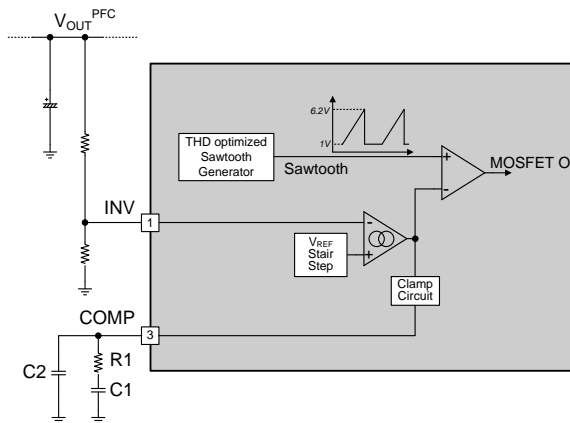 V_OUT^PFC
6.2V
1V
THD optimized
Sawtooth
Generator
Sawtooth
+
-
MOSFET O
INV
1
-
V_REF
Stair
Step
+
Clamp
Circuit
COMP
3
C2
R1
C1
+